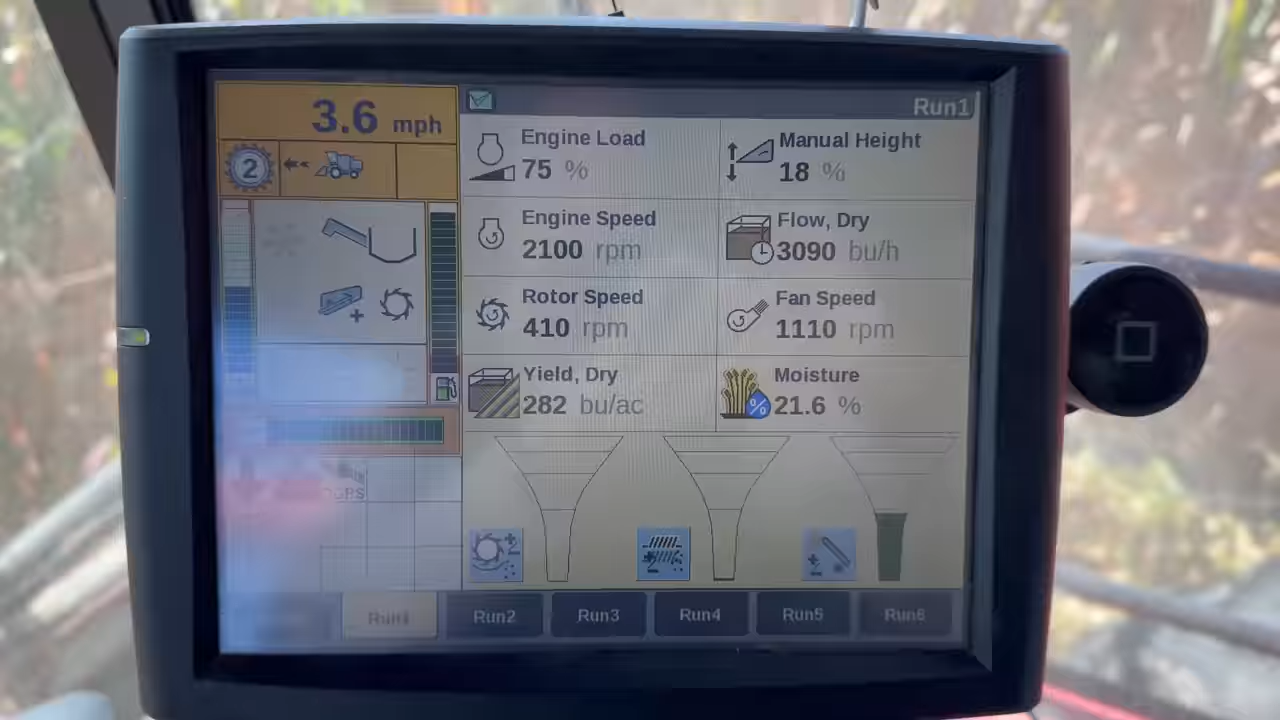 3.6 mph
Run1
2
Engine Load
75 %
Manual Height
18 %
Engine Speed
2100 rpm
Flow, Dry
3090 bu/h
Rotor Speed
410 rpm
Fan Speed
1110 rpm
Yield, Dry
282 bu/ac
Moisture
21.6 %
Run1
Run2
Run3
Run4
Run5
Run6